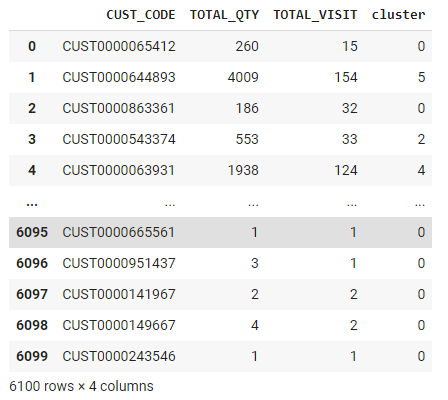 CUST_CODE TOTAL_QTY TOTAL_VISIT cluster
0 CUST0000065412 260 15 0
1 CUST0000644893 4009 154 5
2 CUST0000863361 186 32 0
3 CUST0000543374 553 33 2
4 CUST0000063931 1938 124 4
... ... ... ... ...
6095 CUST0000665561 1 1 0
6096 CUST0000951437 3 1 0
6097 CUST0000141967 2 2 0
6098 CUST0000149667 4 2 0
6099 CUST0000243546 1 1 0
6100 rows × 4 columns